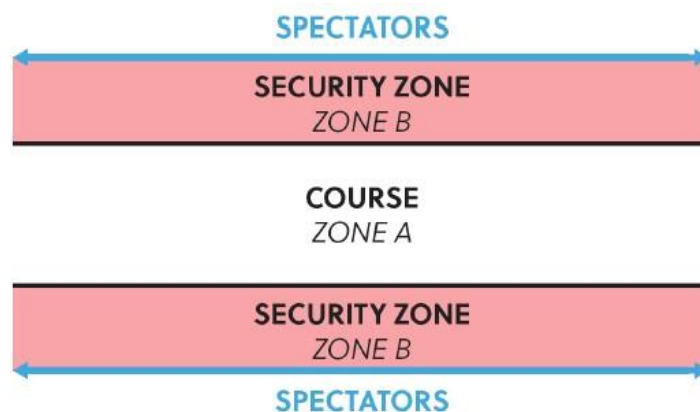 SPECTATORS
SECURITY ZONE
ZONE B
COURSE
ZONE A
SECURITY ZONE
ZONE B
SPECTATORS